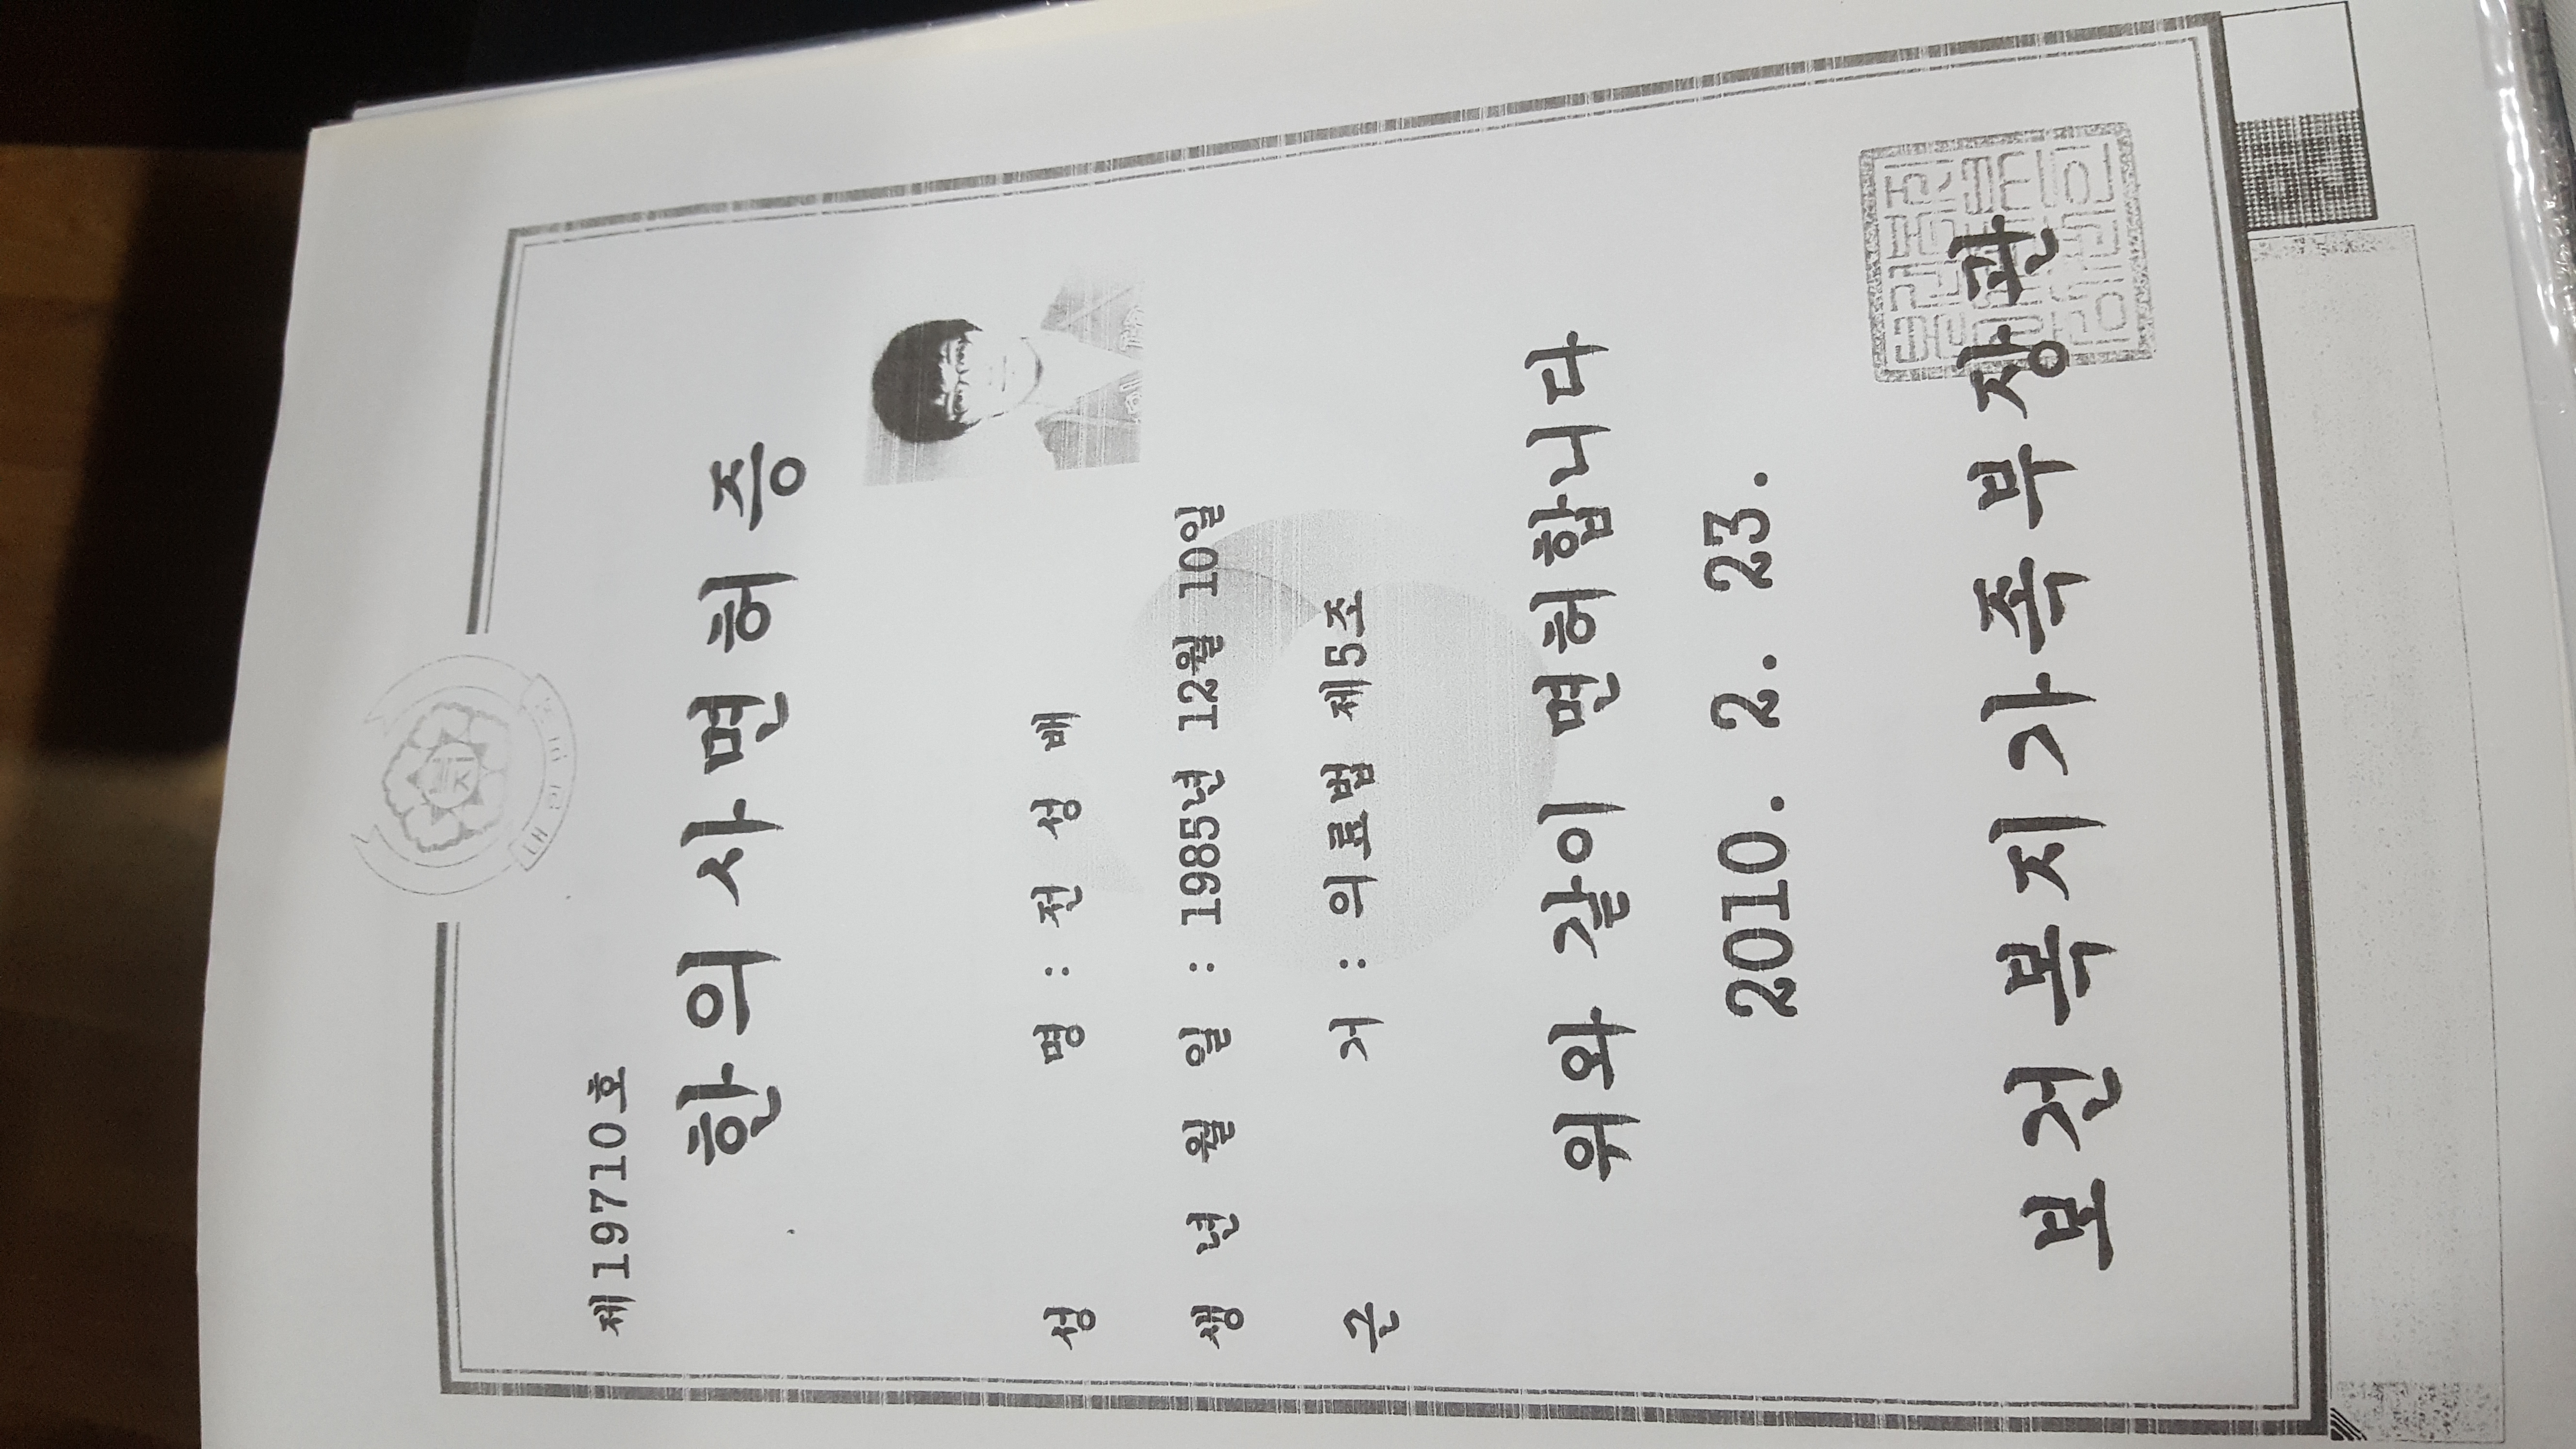 복지
대한민국
제19710호
한의사면허증
성 명 : 전 성 배
생 년 월 일 : 1985년 12월 10일
근 거 : 의료법 제5조
위와 같이 면허합니다
2010. 2. 23.
보건복지가족부장관